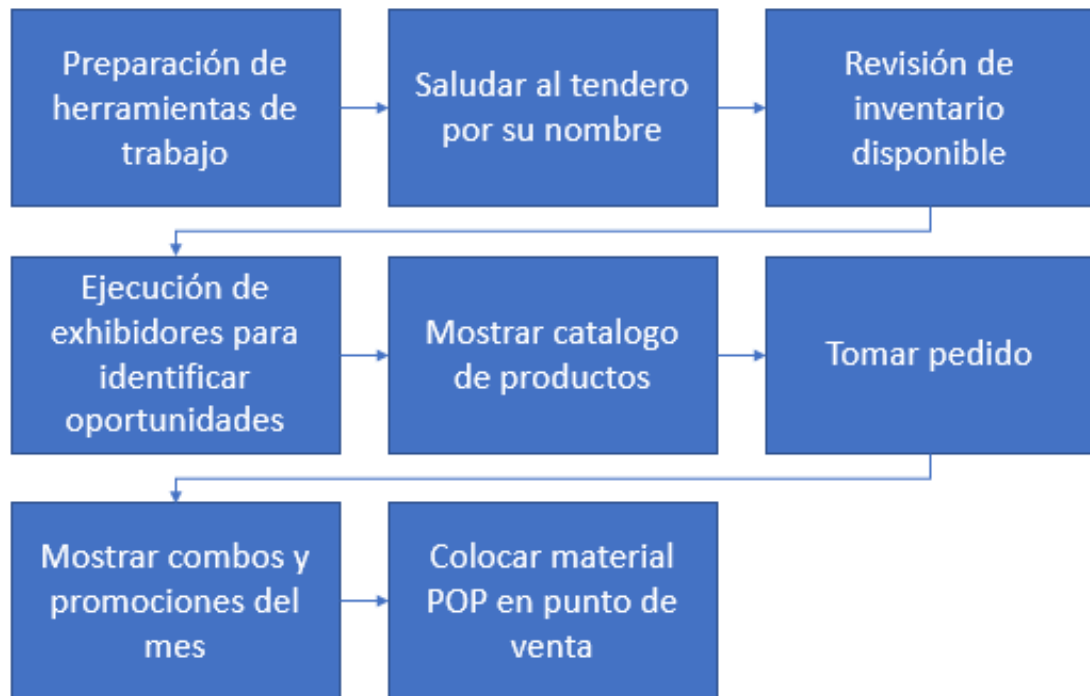 Preparación de
herramientas de
trabajo
Saludar al tendero
por su nombre
Revisión de
inventario
disponible
Ejecución de
exhibidores para
identificar
oportunidades
Mostrar catalogo
de productos
Tomar pedido
Mostrar combos y
promociones del
mes
Colocar material
POP en punto de
venta